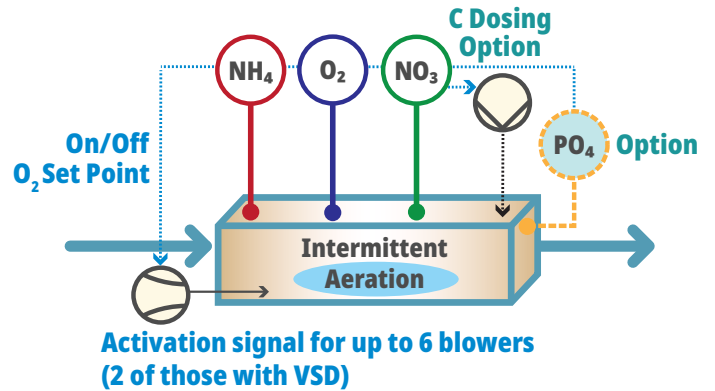 C Dosing
Option
NH₄
O₂
NO₃
On/Off
O₂ Set Point
PO₄
Option
Intermittent
Aeration
Activation signal for up to 6 blowers
(2 of those with VSD)